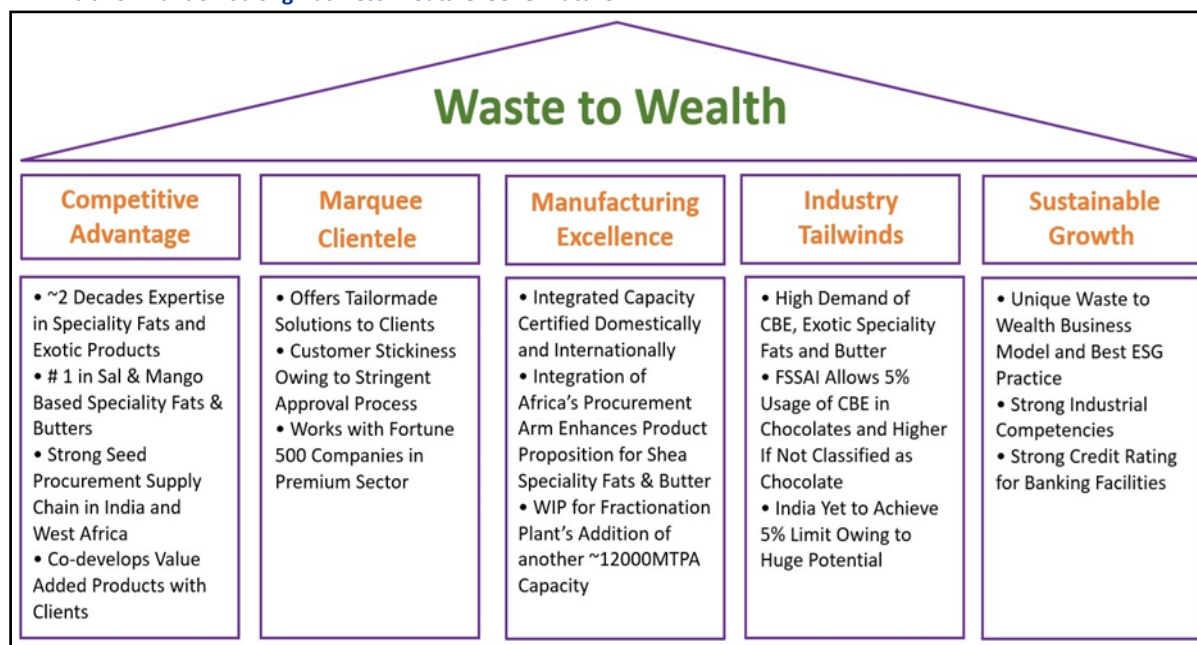 Waste to Wealth
Competitive
Advantage
• ~2 Decades Expertise
in Speciality Fats and
Exotic Products
• # 1 in Sal & Mango
Based Speciality Fats &
Butters
• Strong Seed
Procurement Supply
Chain in India and
West Africa
• Co-develops Value
Added Products with
Clients
Marquee
Clientele
• Offers Tailormade
Solutions to Clients
• Customer Stickiness
Owing to Stringent
Approval Process
• Works with Fortune
500 Companies in
Premium Sector
Manufacturing
Excellence
• Integrated Capacity
Certified Domestically
and Internationally
• Integration of
Africa's Procurement
Arm Enhances Product
Proposition for Shea
Speciality Fats & Butter
• WIP for Fractionation
Plant's Addition of
another ~12000MTPA
Capacity
Industry
Tailwinds
• High Demand of
CBE, Exotic Speciality
Fats and Butter
• FSSAI Allows 5%
Usage of CBE in
Chocolates and Higher
If Not Classified as
Chocolate
• India Yet to Achieve
5% Limit Owing to
Huge Potential
Sustainable
Growth
• Unique Waste to
Wealth Business
Model and Best ESG
Practice
• Strong Industrial
Competencies
• Strong Credit Rating
for Banking Facilities